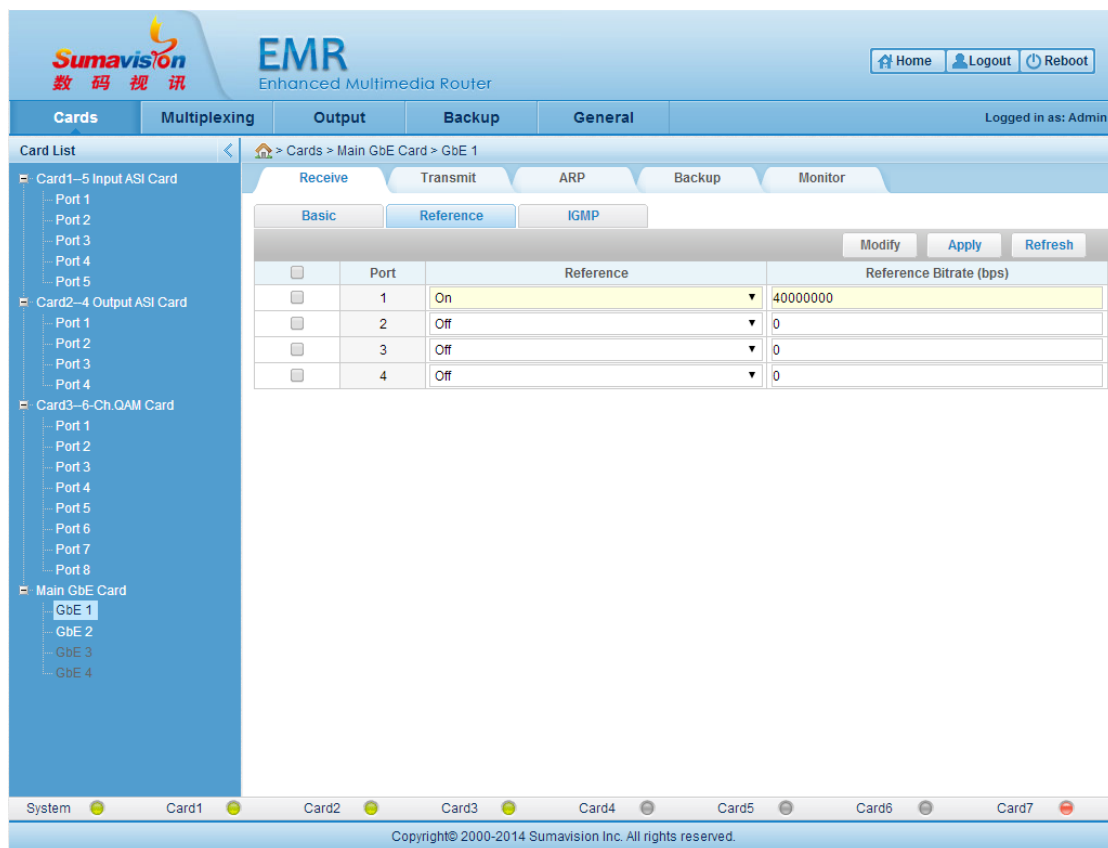 Sumavision
数码视讯
EMR
Enhanced Multimedia Router
Home Logout Reboot
Cards Multiplexing Output Backup General Logged in as: Admin
Card List
> Cards > Main GbE Card > GbE 1
Card1--5 Input ASI Card
Port 1
Port 2
Port 3
Port 4
Port 5
Card2--4 Output ASI Card
Port 1
Port 2
Port 3
Port 4
Card3--6-Ch.QAM Card
Port 1
Port 2
Port 3
Port 4
Port 5
Port 6
Port 7
Port 8
Main GbE Card
GbE 1
GbE 2
GbE 3
GbE 4
Receive Transmit ARP Backup Monitor
Basic Reference IGMP
Modify Apply Refresh
Port Reference Reference Bitrate (bps)
1 On 40000000
2 Off 0
3 Off 0
4 Off 0
System Card1 Card2 Card3 Card4 Card5 Card6 Card7
Copyright© 2000-2014 Sumavision Inc. All rights reserved.